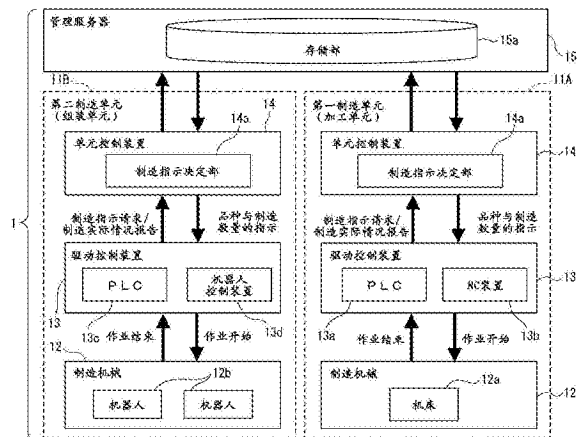 管理服务器
存储部
15a
15
11B
11A
第二制造单元
(组装单元)
14
单元控制装置
14a
制造指示决定部
制造指示请求/
制造实际情况报告
品种与制造
数量的指示
驱动控制装置
PLC
机器人
控制装置
13
13c
13d
作业结束
作业开始
12
制造机械
12b
机器人
机器人
第一制造单元
(加工单元)
单元控制装置
14a
制造指示决定部
14
制造指示请求/
制造实际情况报告
品种与制造
数量的指示
驱动控制装置
PLC
NC装置
13
13a
13b
作业结束
作业开始
制造机械
12a
机床
12
1